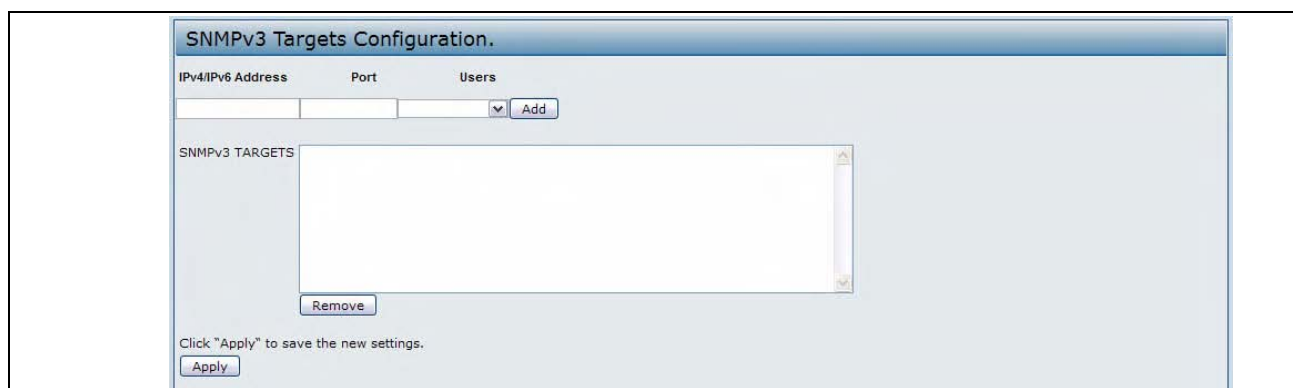 SNMPv3 Targets Configuration.
IPv4/IPv6 Address Port Users
Add
SNMPv3 TARGETS
Remove
Click "Apply" to save the new settings.
Apply